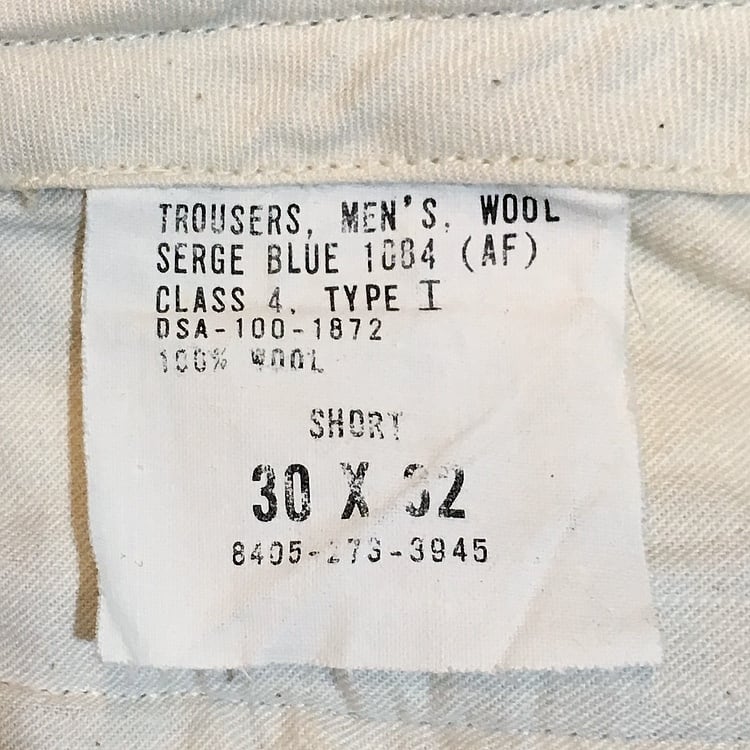 TROUSERS, MEN'S, WOOL
SERGE BLUE 1084 (AF)
CLASS 4, TYPE I
DSA-100-1872
100% WOOL
SHORT
30 X 32
8405-273-3945